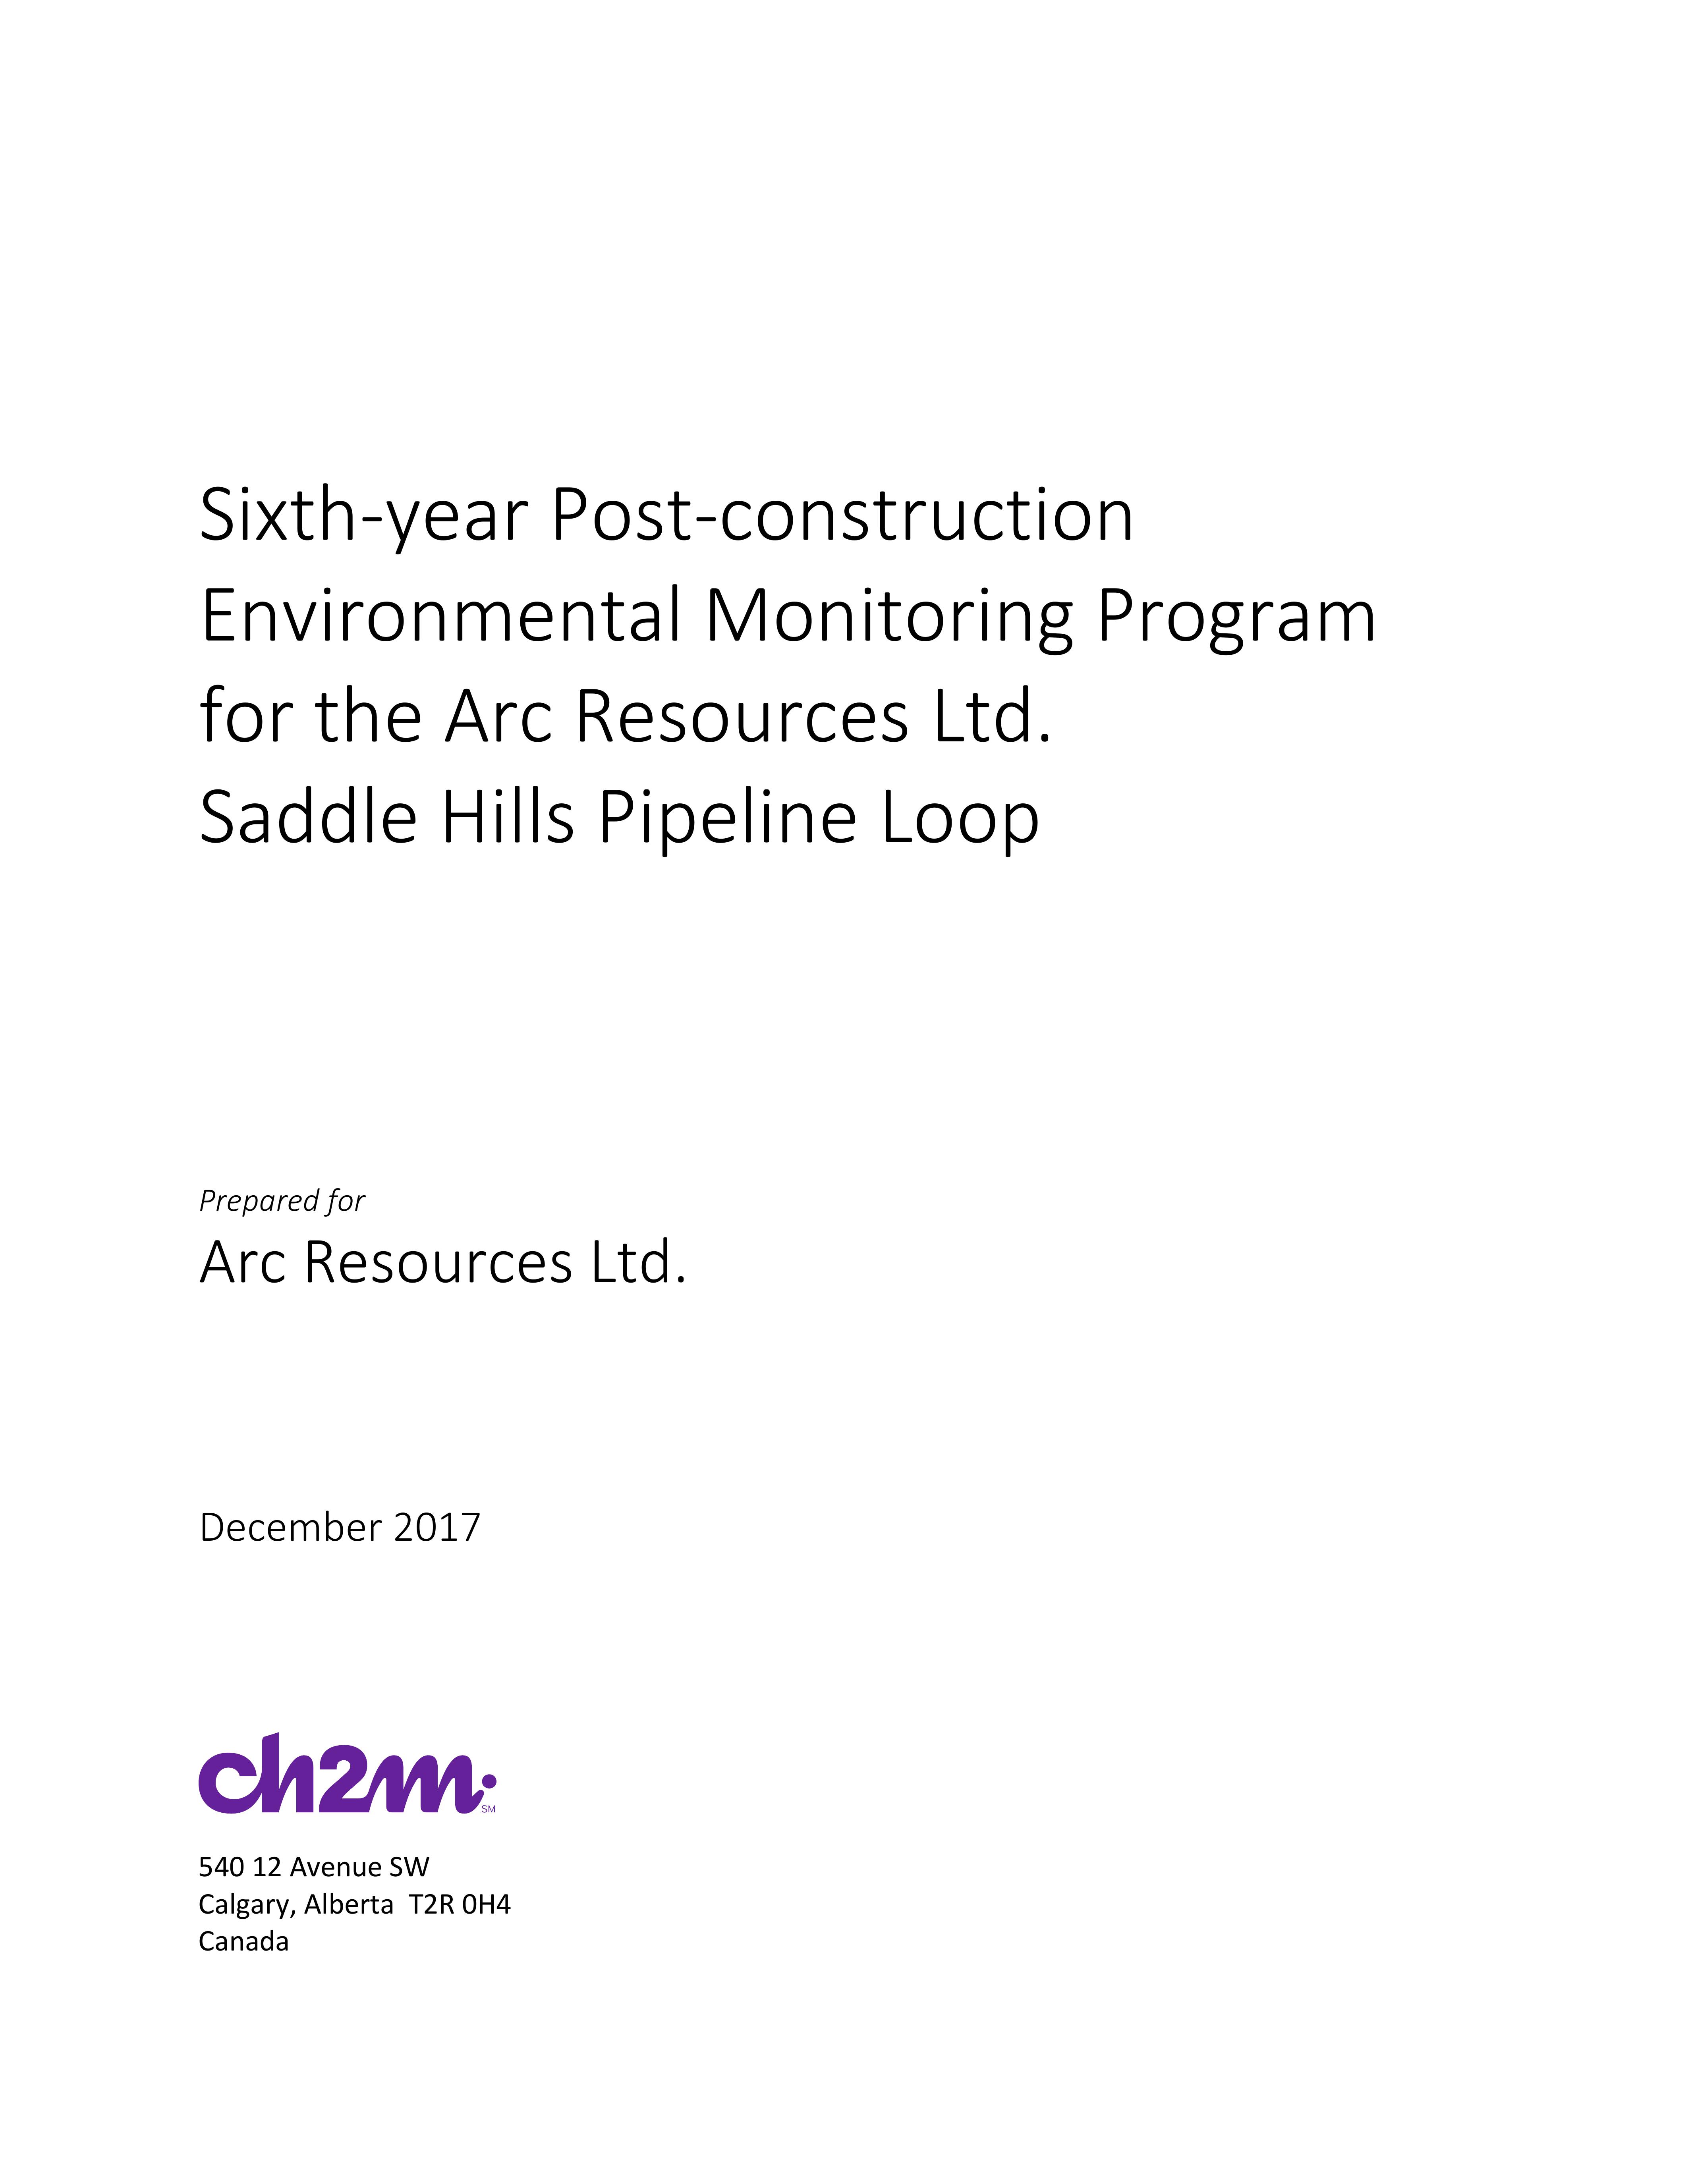 Sixth-year Post-construction
Environmental Monitoring Program
for the Arc Resources Ltd.
Saddle Hills Pipeline Loop
Prepared for
Arc Resources Ltd.
December 2017
ch2m:
SM
540 12 Avenue SW
Calgary, Alberta  T2R 0H4
Canada